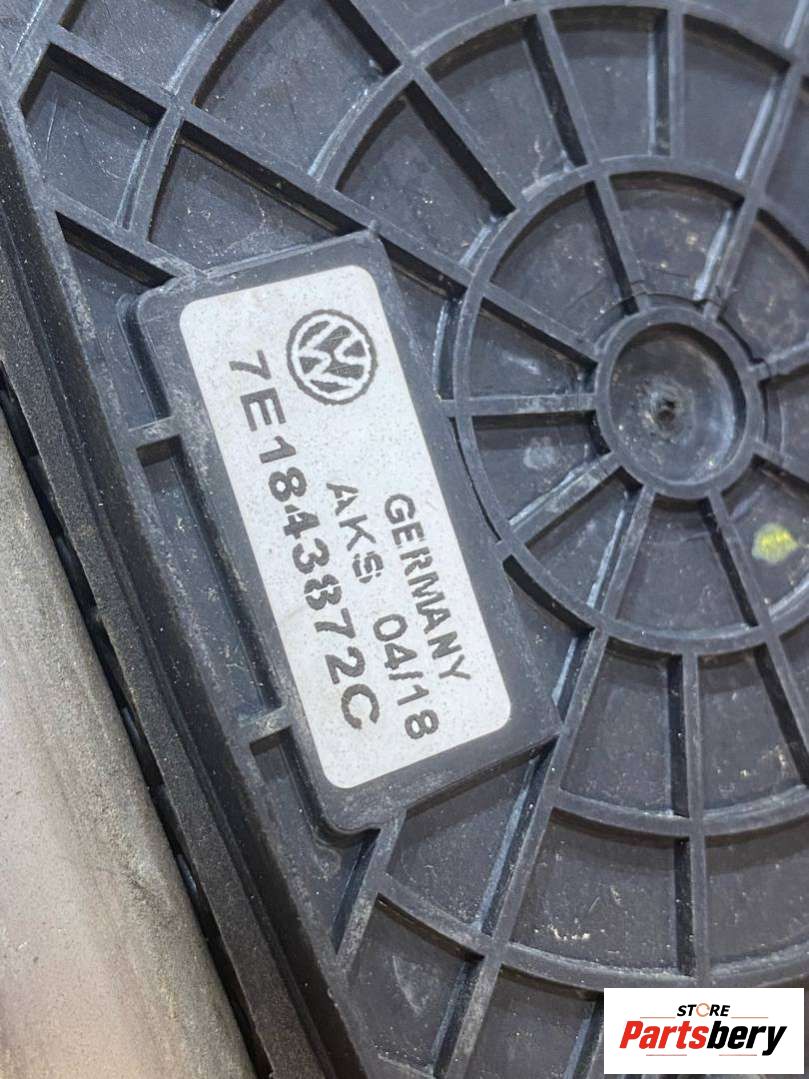 7E1843872C
AKS 04/18
GERMANY
STORE
Partsbery